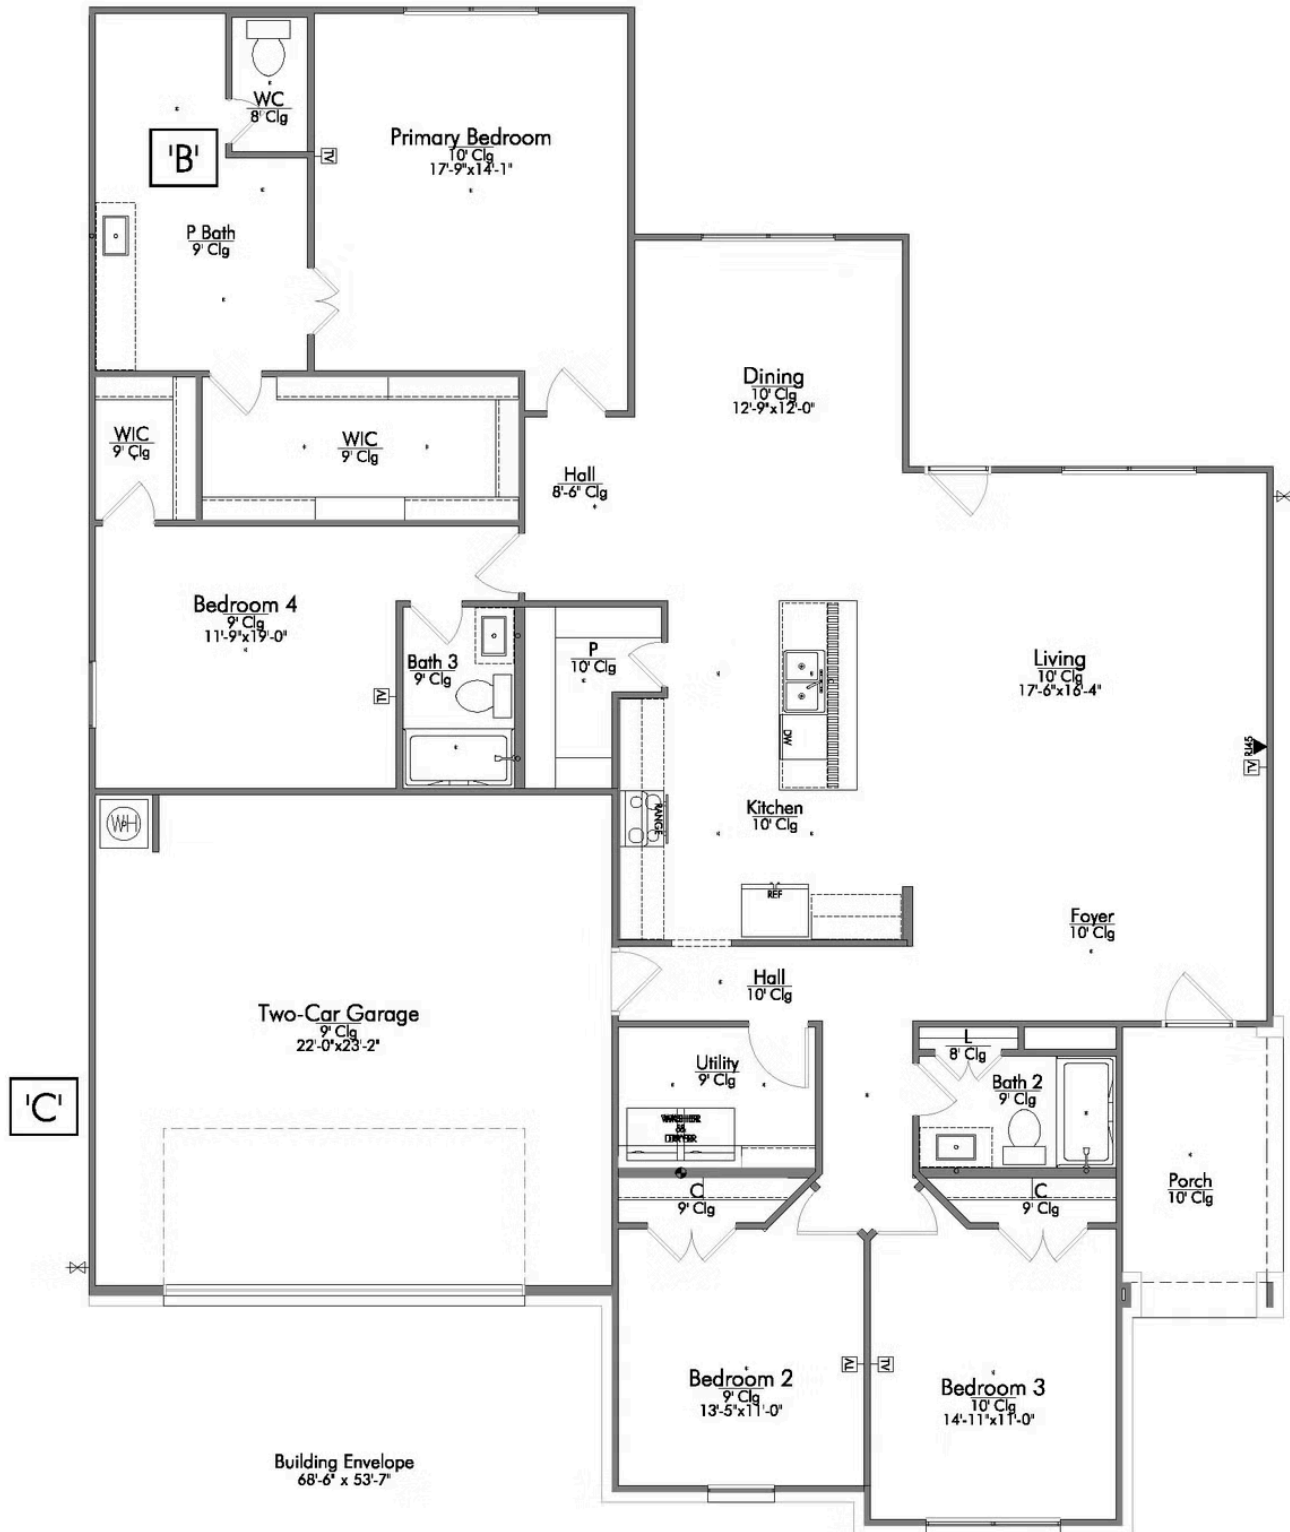 WC
8' Clg
'B'
Primary Bedroom
10' Clg
17'-9"x14'-1"
TV
P Bath
9' Clg
Dining
10' Clg
12'-9"x12'-0"
WIC
9' Clg
WIC
9' Clg
Hall
8'-6" Clg
Bedroom 4
9' Clg
11'-9"x19'-0"
TV
Bath 3
9' Clg
P
10' Clg
Living
10' Clg
17'-6"x16'-4"
DW
RJ45
TV
WH
RANGE
Kitchen
10' Clg
REF
Foyer
10' Clg
Hall
10' Clg
Two-Car Garage
9' Clg
22'-0"x23'-2"
'C'
Utility
9' Clg
L
8' Clg
Bath 2
9' Clg
C
9' Clg
C
9' Clg
Porch
10' Clg
TV
TV
Bedroom 2
9' Clg
13'-5"x11'-0"
Bedroom 3
10' Clg
14'-11"x11'-0"
Building Envelope
68'-6" x 53'-7"